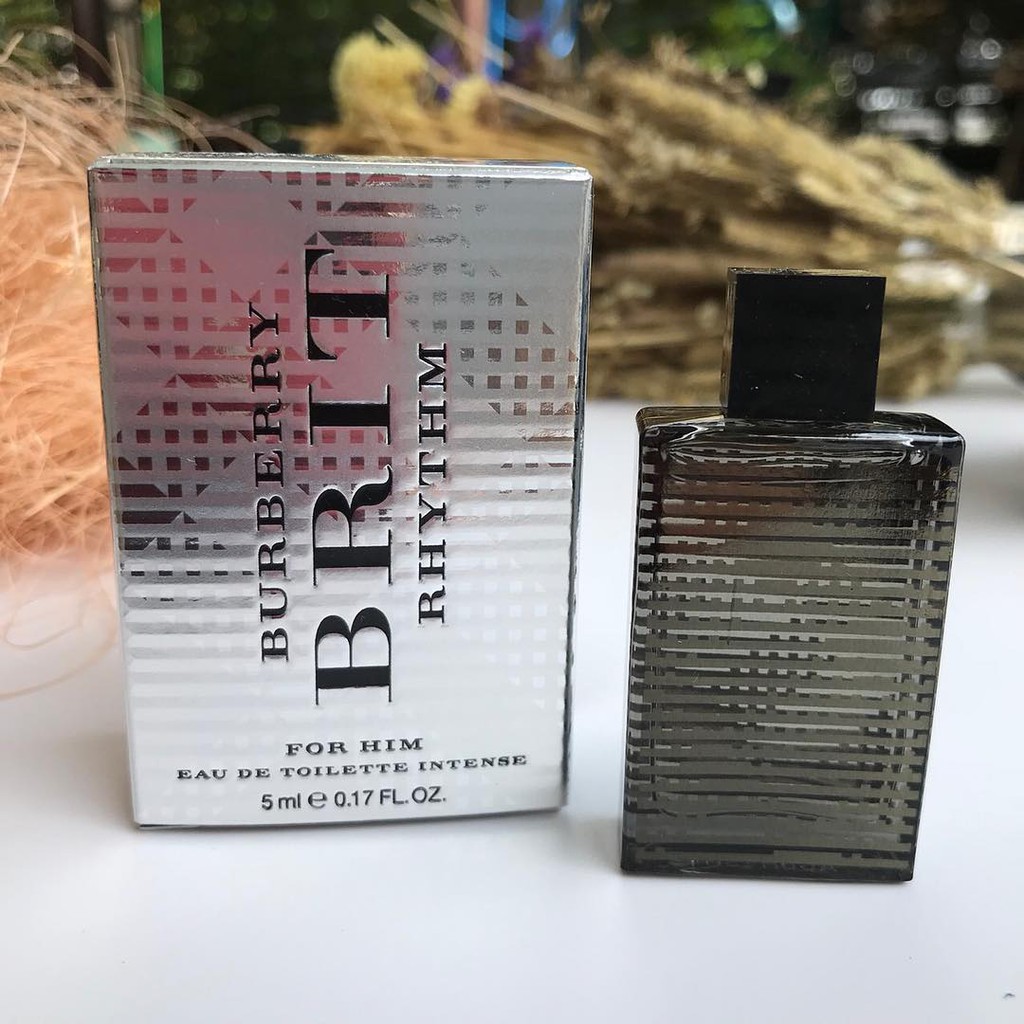 BURBERRY
BRIT
RHYTHM
FOR HIM
EAU DE TOILETTE INTENSE
5 ml ℮ 0.17 FL. OZ.